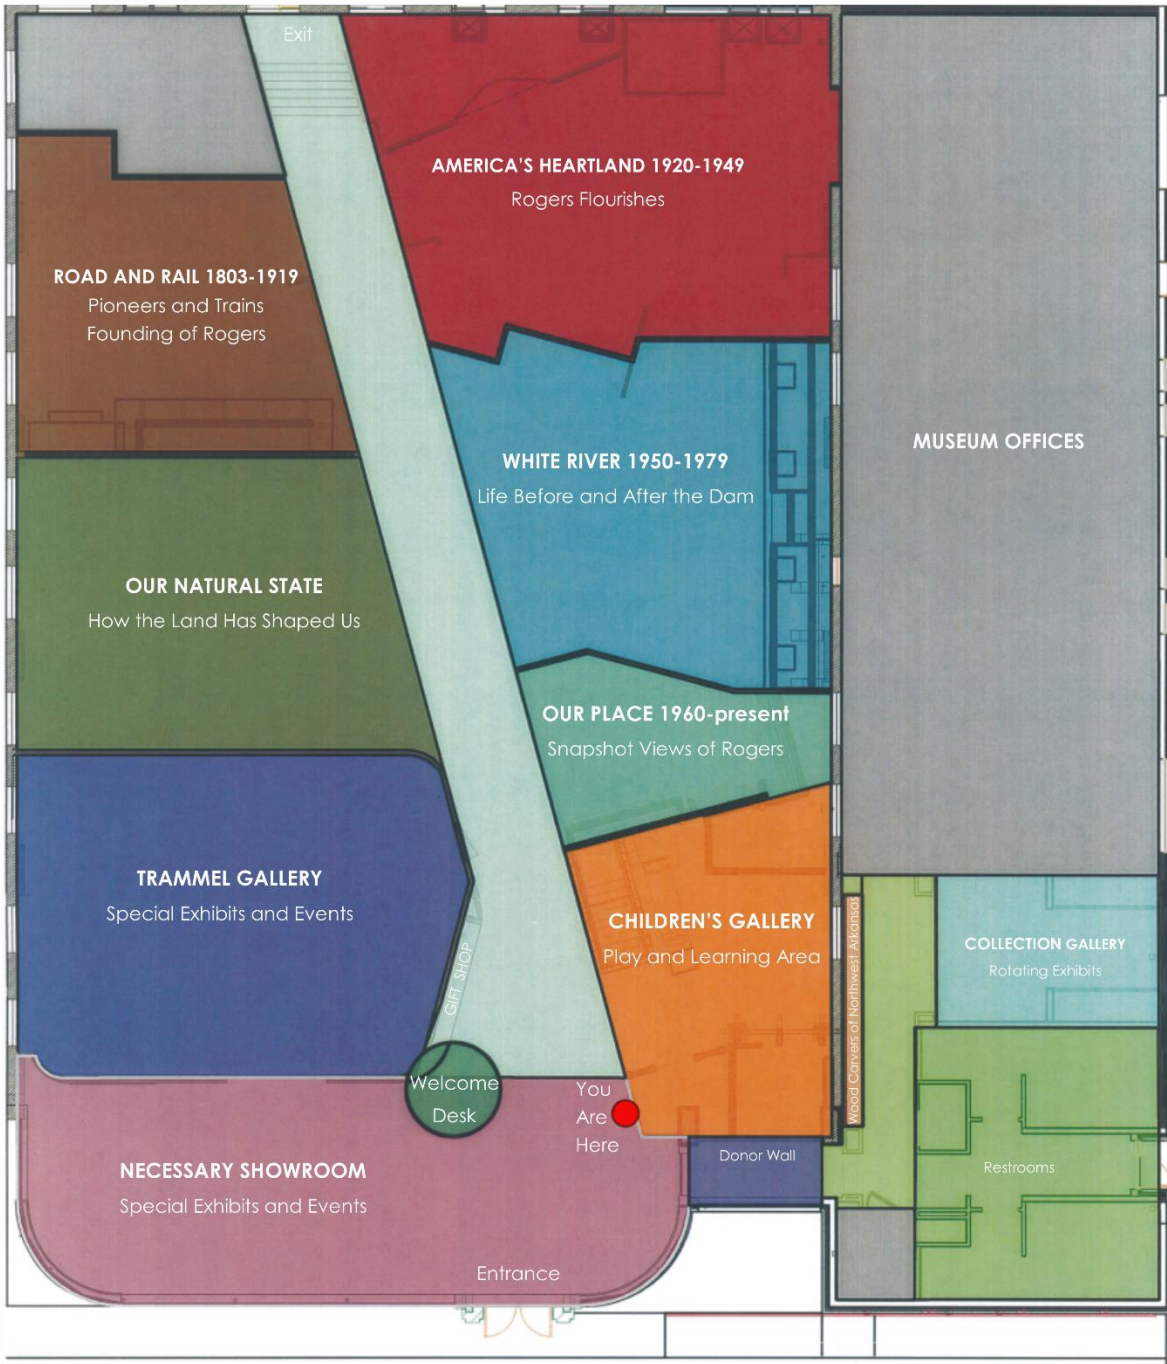 Exit
AMERICA'S HEARTLAND 1920-1949
Rogers Flourishes
ROAD AND RAIL 1803-1919
Pioneers and Trains
Founding of Rogers
MUSEUM OFFICES
WHITE RIVER 1950-1979
Life Before and After the Dam
OUR NATURAL STATE
How the Land Has Shaped Us
OUR PLACE 1960-present
Snapshot Views of Rogers
TRAMMEL GALLERY
Special Exhibits and Events
GIFT SHOP
CHILDREN'S GALLERY
Play and Learning Area
Wood Carvers of Northwest Arkansas
COLLECTION GALLERY
Rotating Exhibits
Welcome
Desk
You
Are
Here
Donor Wall
Restrooms
NECESSARY SHOWROOM
Special Exhibits and Events
Entrance